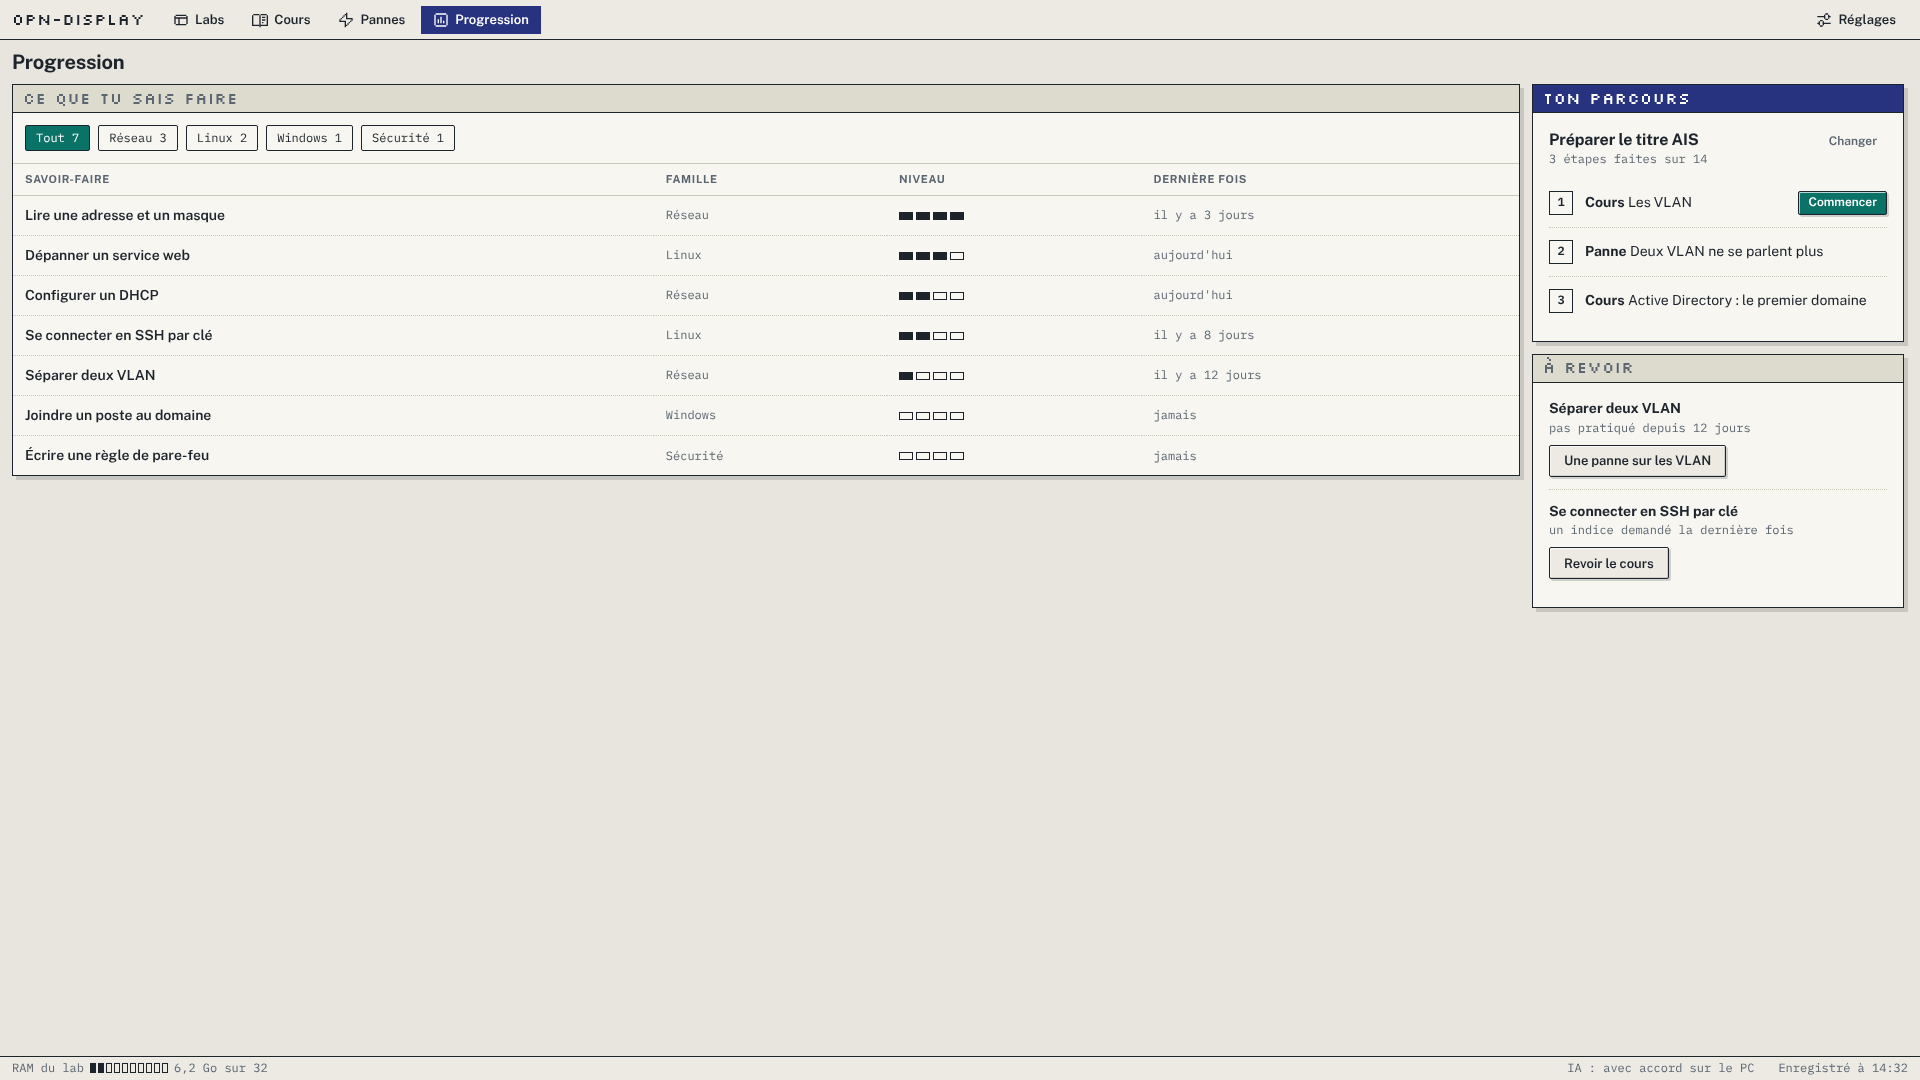 OPN-DISPLAY Labs Cours Pannes Progression Réglages
Progression
CE QUE TU SAIS FAIRE
Tout 7 Réseau 3 Linux 2 Windows 1 Sécurité 1
SAVOIR-FAIRE FAMILLE NIVEAU DERNIÈRE FOIS
Lire une adresse et un masque Réseau il y a 3 jours
Dépanner un service web Linux aujourd'hui
Configurer un DHCP Réseau aujourd'hui
Se connecter en SSH par clé Linux il y a 8 jours
Séparer deux VLAN Réseau il y a 12 jours
Joindre un poste au domaine Windows jamais
Écrire une règle de pare-feu Sécurité jamais
TON PARCOURS
Préparer le titre AIS Changer
3 étapes faites sur 14
1 Cours Les VLAN Commencer
2 Panne Deux VLAN ne se parlent plus
3 Cours Active Directory : le premier domaine
À REVOIR
Séparer deux VLAN
pas pratiqué depuis 12 jours
Une panne sur les VLAN
Se connecter en SSH par clé
un indice demandé la dernière fois
Revoir le cours
RAM du lab 6,2 Go sur 32 IA : avec accord sur le PC Enregistré à 14:32